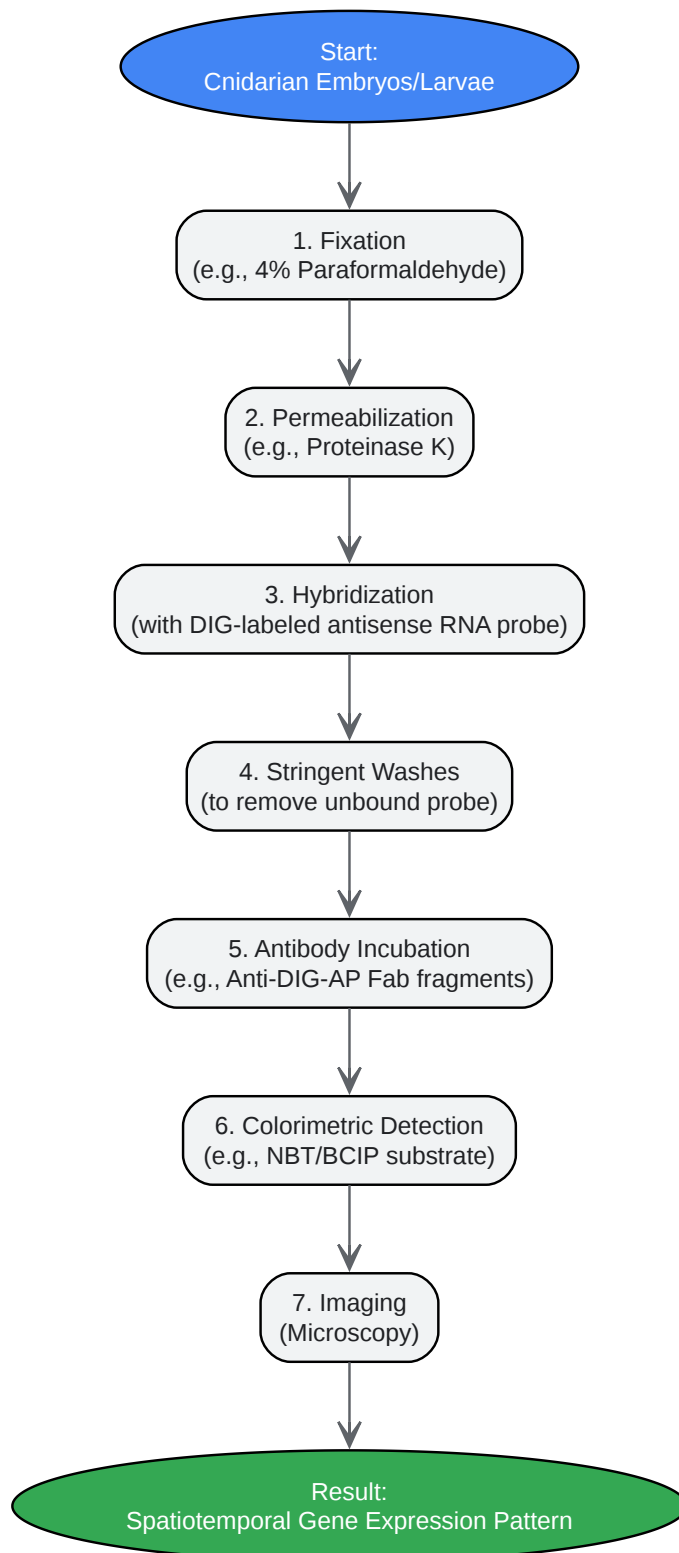 Start:
Cnidarian Embryos/Larvae
1. Fixation
(e.g., 4% Paraformaldehyde)
2. Permeabilization
(e.g., Proteinase K)
3. Hybridization
(with DIG-labeled antisense RNA probe)
4. Stringent Washes
(to remove unbound probe)
5. Antibody Incubation
(e.g., Anti-DIG-AP Fab fragments)
6. Colorimetric Detection
(e.g., NBT/BCIP substrate)
7. Imaging
(Microscopy)
Result:
Spatiotemporal Gene Expression Pattern